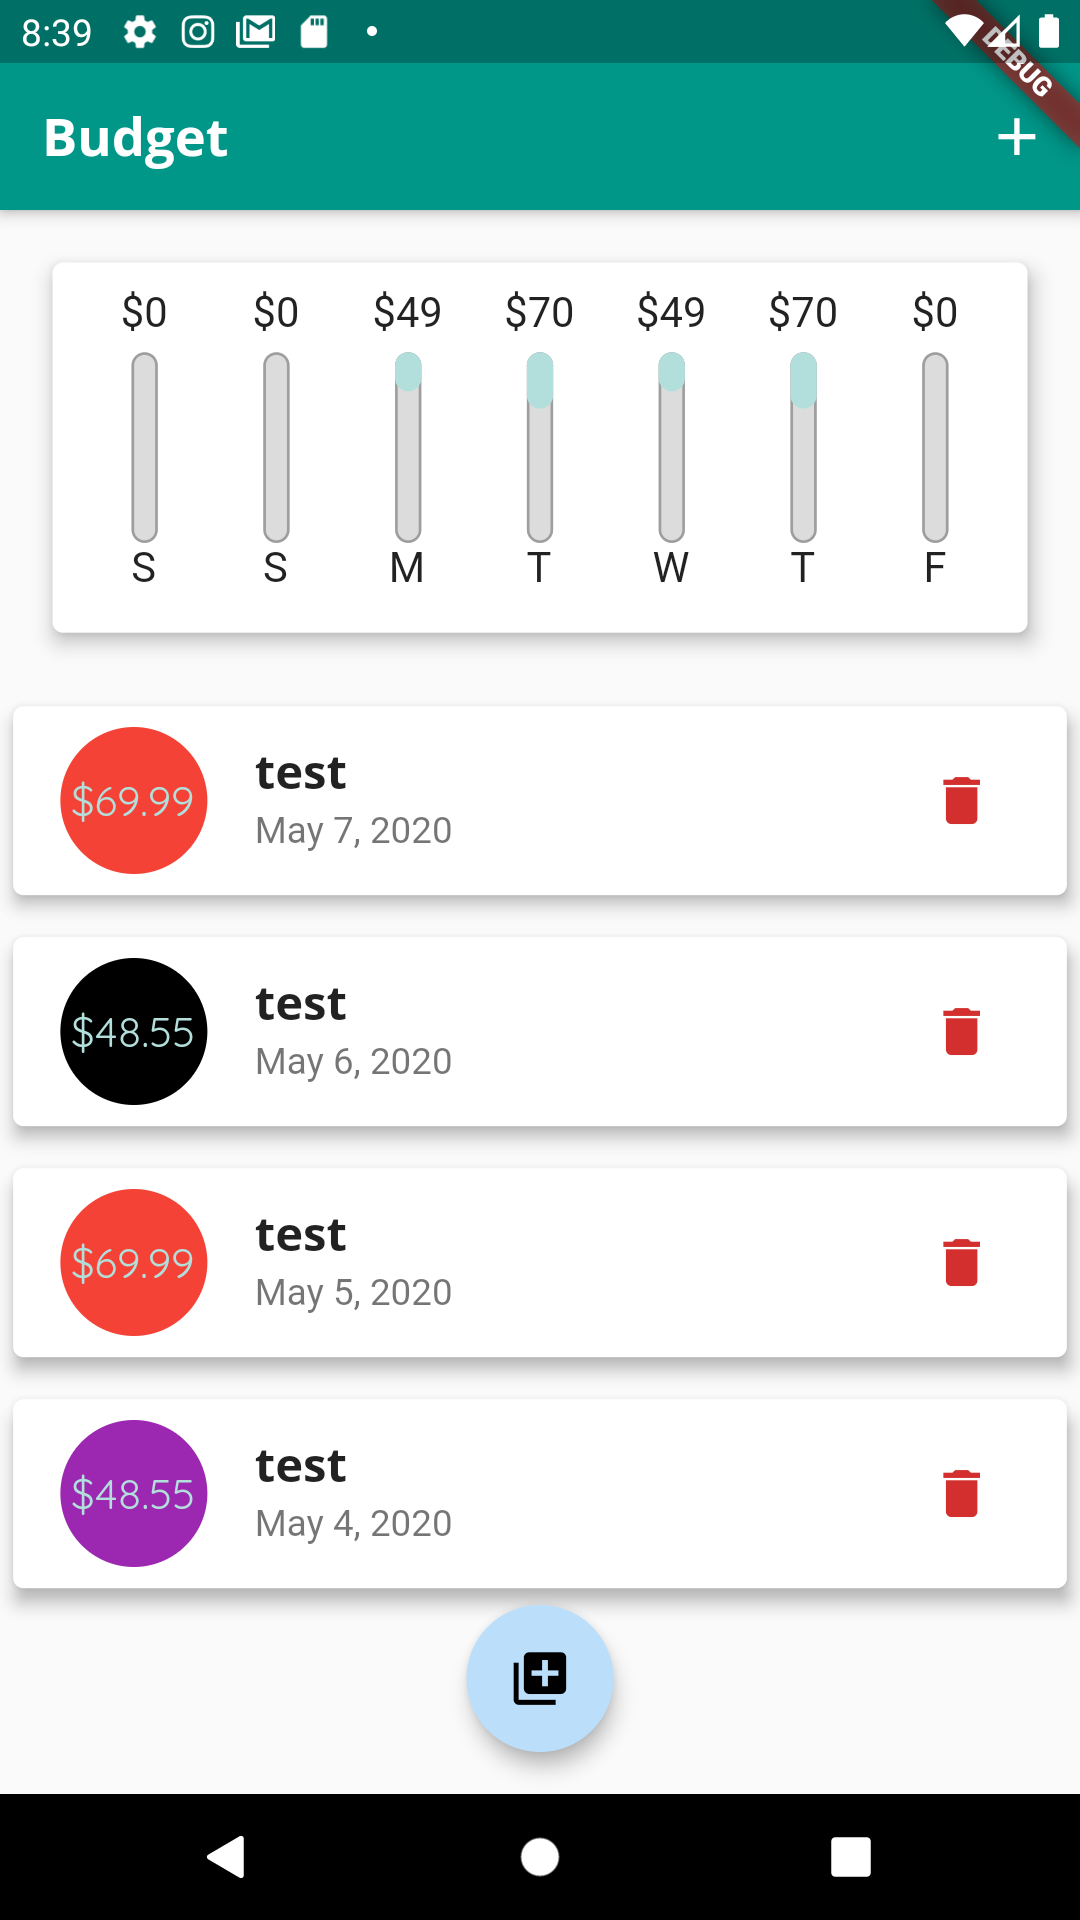 8:39
DEBUG
Budget
$0 $0 $49 $70 $49 $70 $0
S S M T W T F
$69.99
test
May 7, 2020
$48.55
test
May 6, 2020
$69.99
test
May 5, 2020
$48.55
test
May 4, 2020